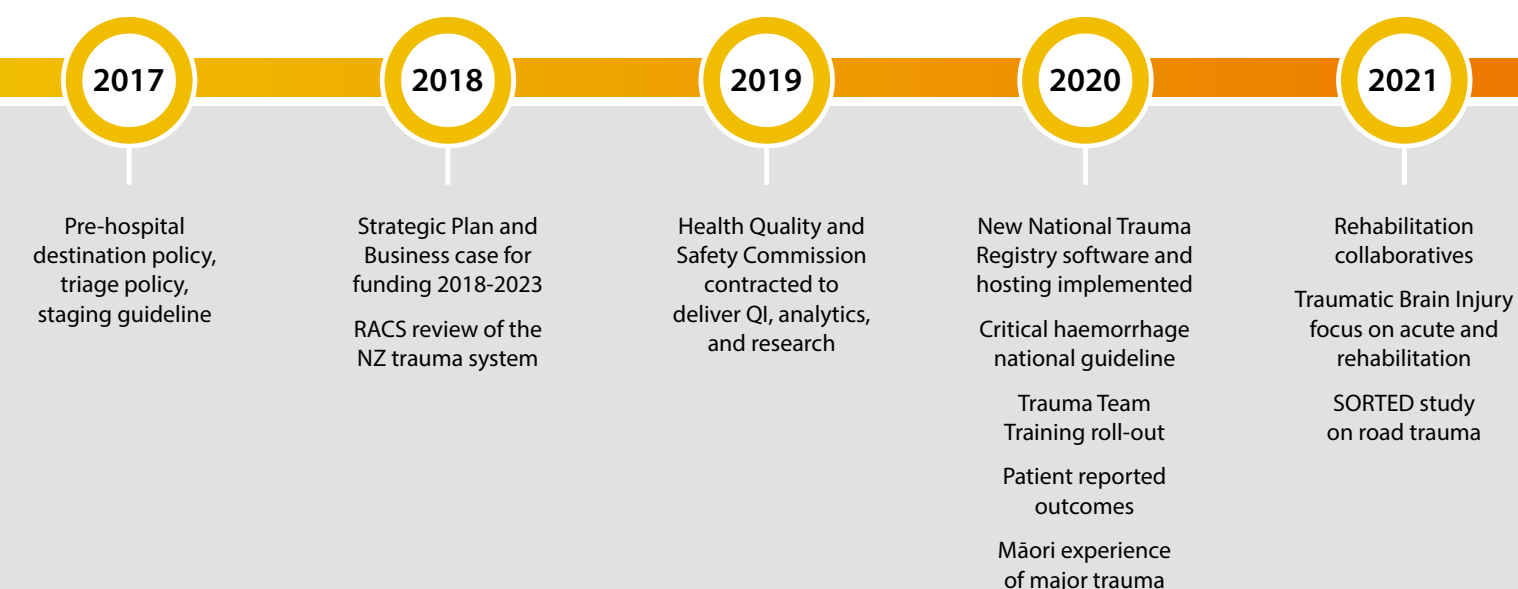 2017
Pre-hospital
destination policy,
triage policy,
staging guideline
2018
Strategic Plan and
Business case for
funding 2018-2023
RACS review of the
NZ trauma system
2019
Health Quality and
Safety Commission
contracted to
deliver QI, analytics,
and research
2020
New National Trauma
Registry software and
hosting implemented
Critical haemorrhage
national guideline
Trauma Team
Training roll-out
Patient reported
outcomes
Māori experience
of major trauma
2021
Rehabilitation
collaboratives
Traumatic Brain Injury
focus on acute and
rehabilitation
SORTED study
on road trauma